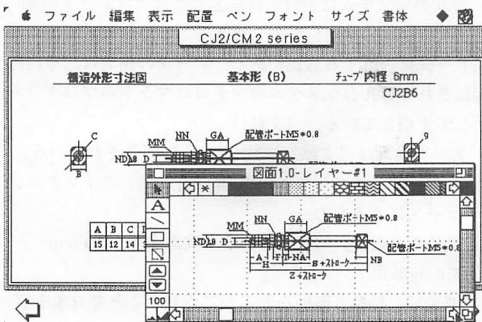 ファイル 編集 表示 配置 ペン フォント サイズ 書体
CJ2/CM2 series
構造外形寸法図 基本形 (B) チューブ内径 6mm
CJ2B6
C
9
B
MM NN GA 配管ポートM5*0.8
D
図面1.0-レイヤー#1
A
100
A B C
15 12 14
MM NN GA 配管ポートM5*0.8
D
配管ポートM5*0.8
A F NA S+ストローク
H
Z+ストローク
NB